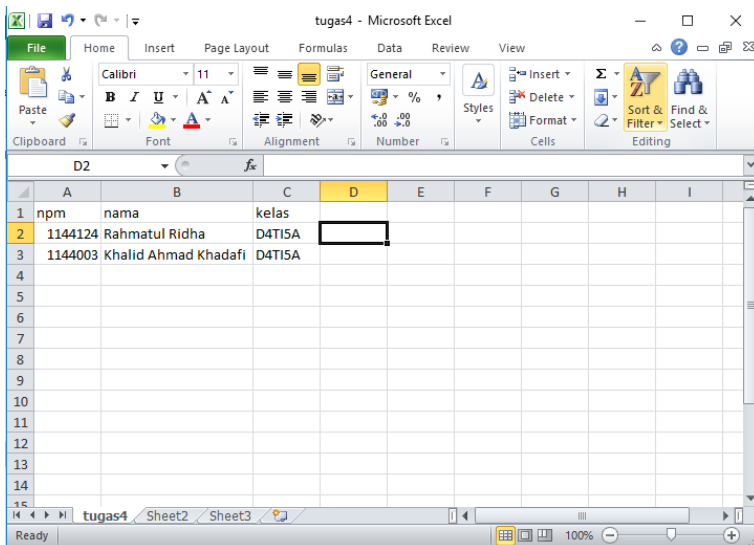 tugas4 - Microsoft Excel
File Home Insert Page Layout Formulas Data Review View
Calibri 11 General Insert Σ
Paste B I U A A % , Styles Delete Sort & Filter Find & Select
A .00 .0 Format
Clipboard Font Alignment Number Cells Editing
D2 fx
A B C D E F G H I
1 npm nama kelas
2 1144124 Rahmatul Ridha D4TI5A
3 1144003 Khalid Ahmad Khadafi D4TI5A
4
5
6
7
8
9
10
11
12
13
14
15
tugas4 Sheet2 Sheet3
Ready 100%